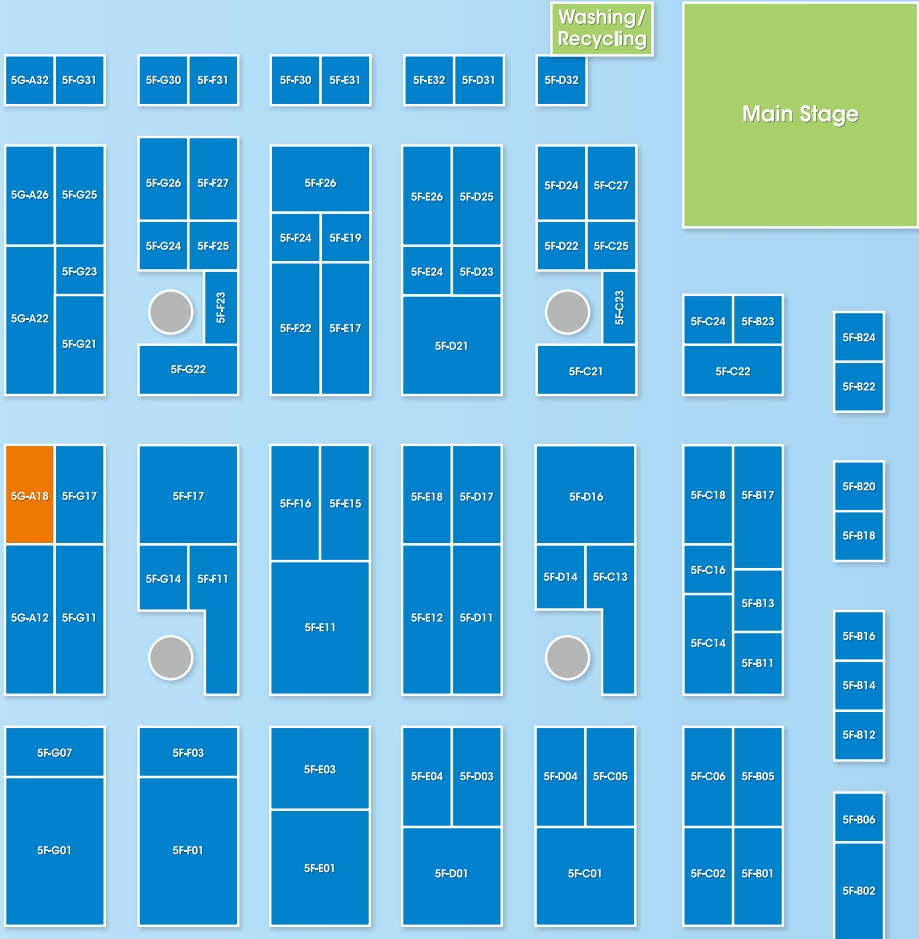 Washing/
Recycling
Main Stage
5G-A32 5F-G31 5F-G30 5F-F31 5F-F30 5F-E31 5F-E32 5F-D31 5F-D32
5G-A26 5F-G25 5F-G26 5F-F27 5F-F26 5F-E26 5F-D25 5F-D24 5F-C27
5F-G24 5F-F25 5F-F24 5F-E19 5F-D22 5F-C25
5F-G23 5F-E24 5F-D23
5G-A22 5F-F23 5F-C23 5F-C24 5F-B23 5F-B24
5F-G21 5F-F22 5F-E17 5F-D21
5F-G22 5F-C21 5F-C22 5F-B22
5G-A18 5F-G17 5F-F17 5F-F16 5F-E15 5F-E18 5F-D17 5F-D16 5F-C18 5F-B17 5F-B20
5F-B18
5F-G14 5F-F11 5F-D14 5F-C13 5F-C16
5F-B13
5G-A12 5F-G11 5F-E11 5F-E12 5F-D11 5F-C14 5F-B16
5F-B11
5F-B14
5F-B12
5F-G07 5F-F03 5F-E03 5F-E04 5F-D03 5F-D04 5F-C05 5F-C06 5F-B05
5F-B06
5F-G01 5F-F01 5F-E01 5F-D01 5F-C01 5F-C02 5F-B01 5F-B02